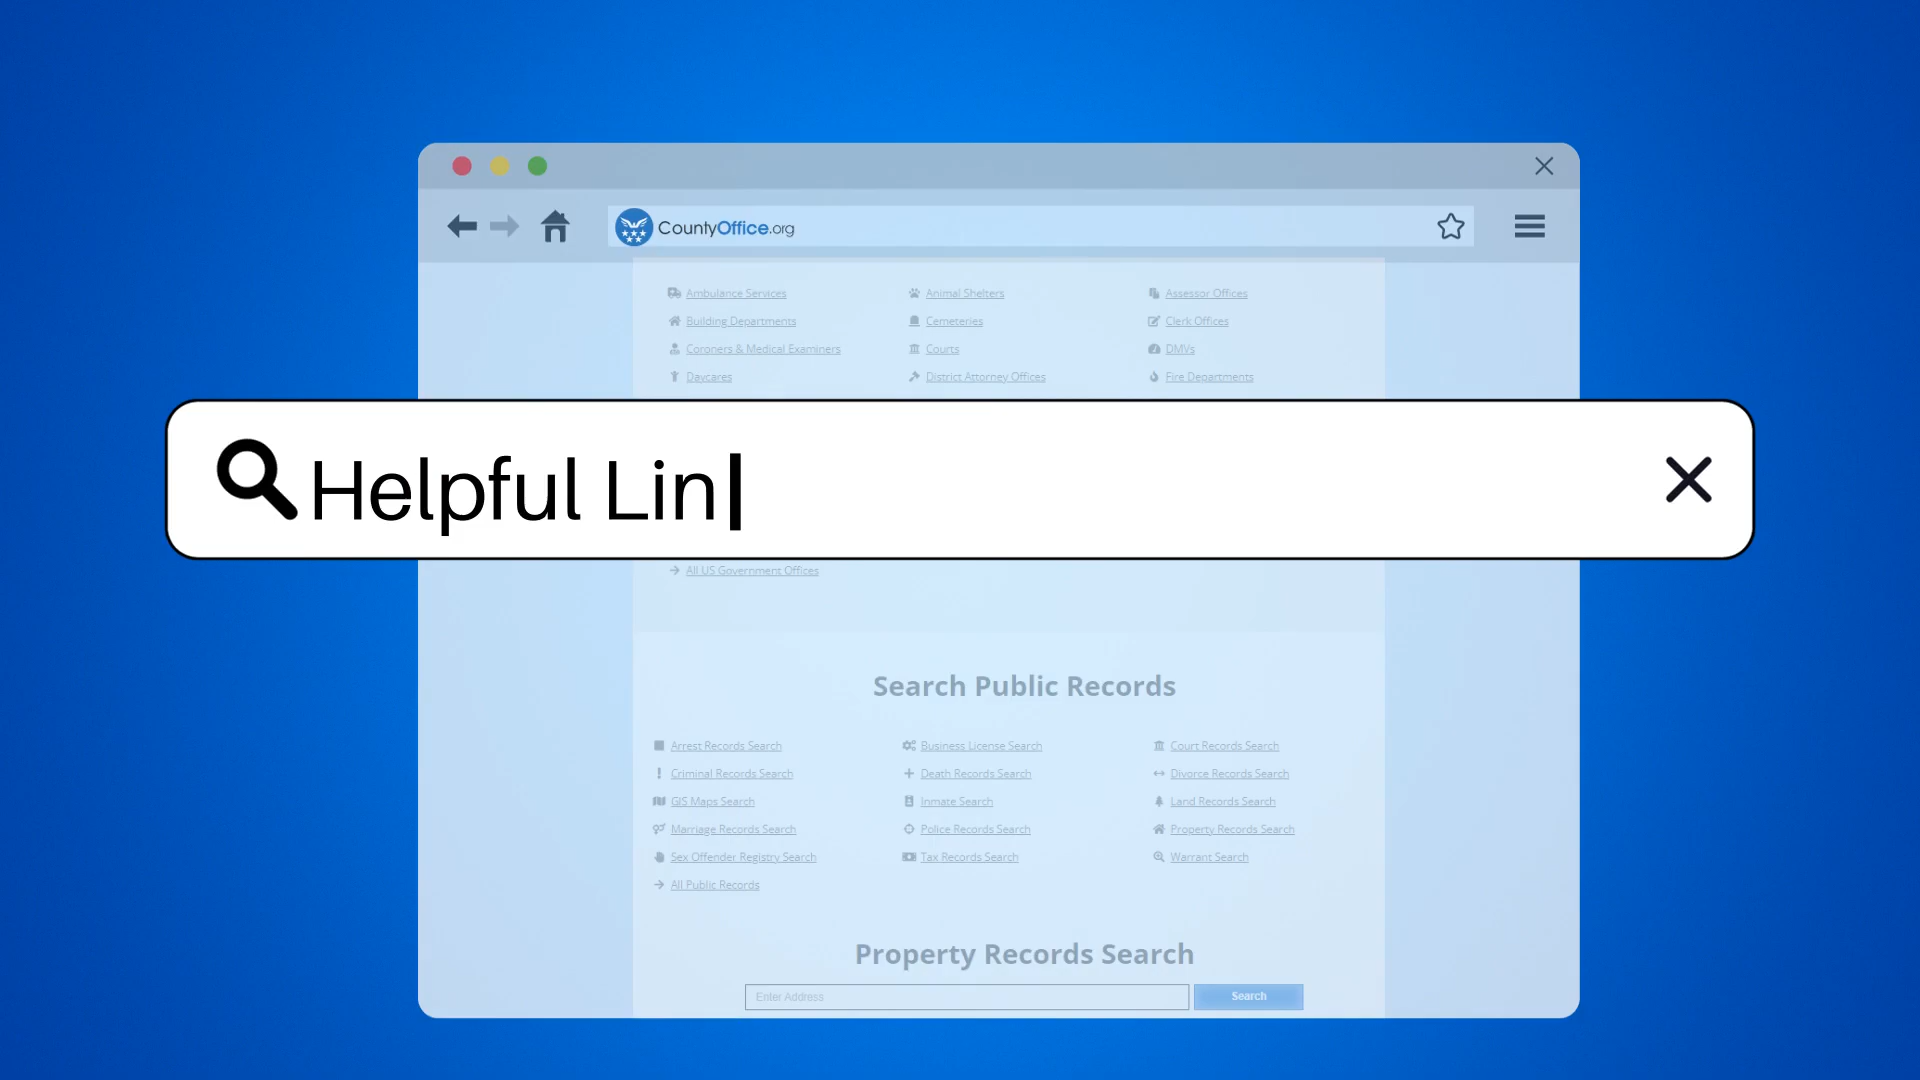 CountyOffice.org
Ambulance Services Animal Shelters Assessor Offices
Building Departments Cemeteries Clerk Offices
Coroners & Medical Examiners Courts DMVs
Daycares District Attorney Offices Fire Departments
Helpful Lin
All US Government Offices
Search Public Records
Arrest Records Search Business License Search Court Records Search
Criminal Records Search Death Records Search Divorce Records Search
GIS Maps Search Inmate Search Land Records Search
Marriage Records Search Police Records Search Property Records Search
Sex Offender Registry Search Tax Records Search Warrant Search
All Public Records
Property Records Search
Enter Address Search